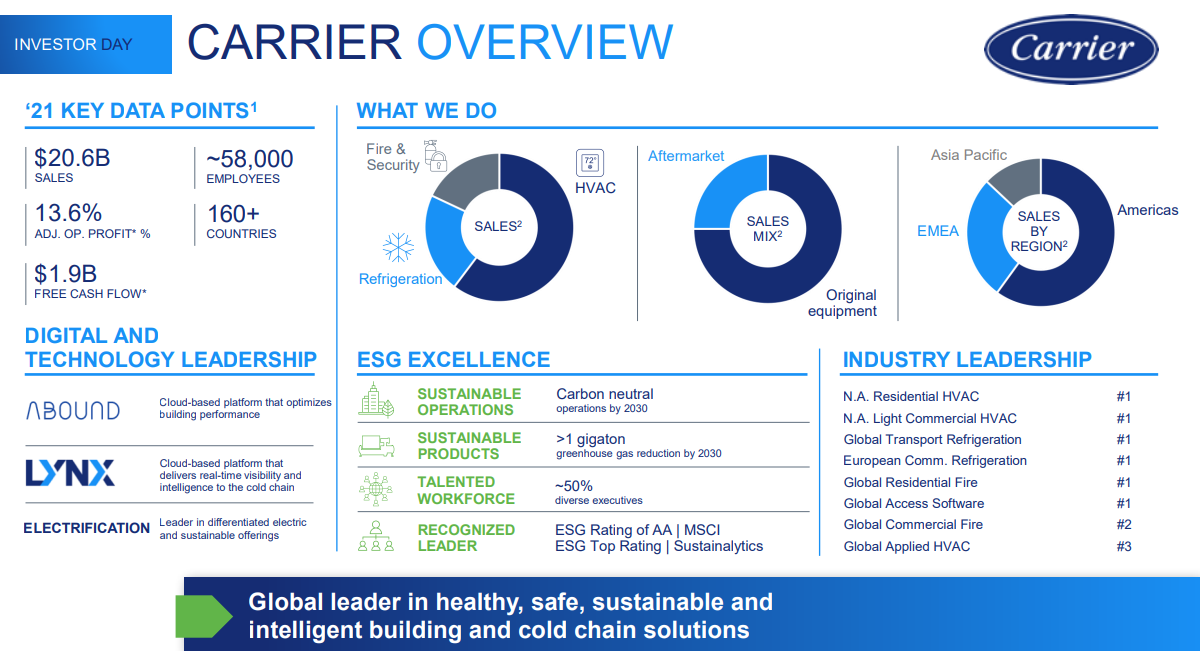 INVESTOR DAY
CARRIER OVERVIEW
Carrier
‘21 KEY DATA POINTS¹
$20.6B
SALES
~58,000
EMPLOYEES
13.6%
ADJ. OP. PROFIT* %
160+
COUNTRIES
$1.9B
FREE CASH FLOW*
WHAT WE DO
Fire &
Security
72°
HVAC
SALES²
Refrigeration
Aftermarket
SALES
MIX²
Original
equipment
Asia Pacific
Americas
EMEA
SALES
BY
REGION²
DIGITAL AND
TECHNOLOGY LEADERSHIP
ABOUND
Cloud-based platform that optimizes
building performance
LYNX
Cloud-based platform that
delivers real-time visibility and
intelligence to the cold chain
ELECTRIFICATION
Leader in differentiated electric
and sustainable offerings
ESG EXCELLENCE
SUSTAINABLE
OPERATIONS
Carbon neutral
operations by 2030
SUSTAINABLE
PRODUCTS
>1 gigaton
greenhouse gas reduction by 2030
TALENTED
WORKFORCE
~50%
diverse executives
RECOGNIZED
LEADER
ESG Rating of AA | MSCI
ESG Top Rating | Sustainalytics
INDUSTRY LEADERSHIP
N.A. Residential HVAC #1
N.A. Light Commercial HVAC #1
Global Transport Refrigeration #1
European Comm. Refrigeration #1
Global Residential Fire #1
Global Access Software #1
Global Commercial Fire #2
Global Applied HVAC #3
Global leader in healthy, safe, sustainable and
intelligent building and cold chain solutions